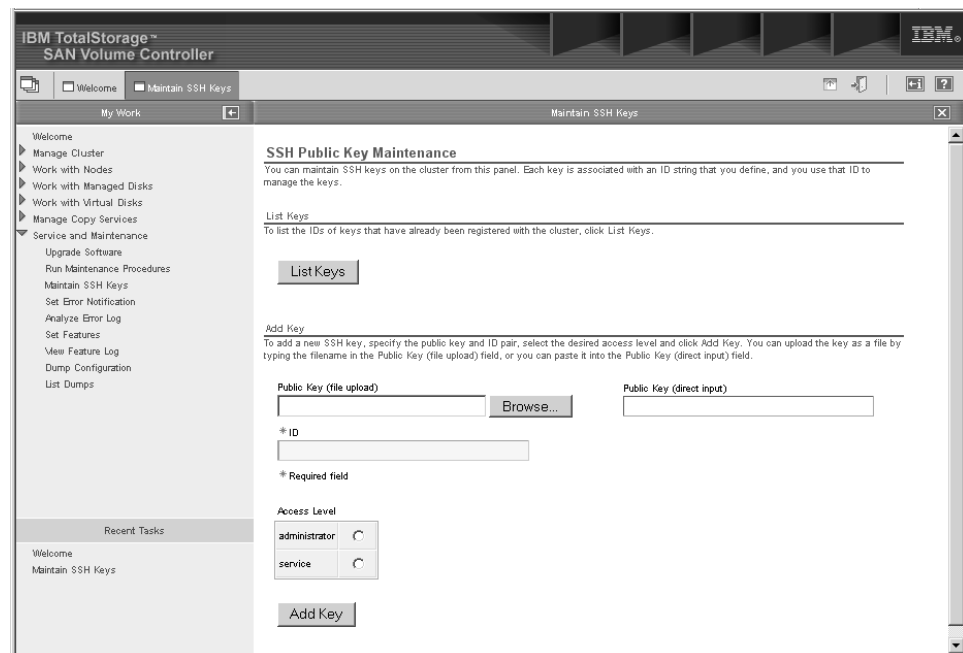 IBM TotalStorage™
SAN Volume Controller
IBM®
Welcome
Maintain SSH Keys
My Work
Maintain SSH Keys
Welcome
Manage Cluster
Work with Nodes
Work with Managed Disks
Work with Virtual Disks
Manage Copy Services
Service and Maintenance
Upgrade Software
Run Maintenance Procedures
Maintain SSH Keys
Set Error Notification
Analyze Error Log
Set Features
View Feature Log
Dump Configuration
List Dumps
Recent Tasks
Welcome
Maintain SSH Keys
SSH Public Key Maintenance
You can maintain SSH keys on the cluster from this panel. Each key is associated with an ID string that you define, and you use that ID to
manage the keys.
List Keys
To list the IDs of keys that have already been registered with the cluster, click List Keys.
List Keys
Add Key
To add a new SSH key, specify the public key and ID pair, select the desired access level and click Add Key. You can upload the key as a file by
typing the filename in the Public Key (file upload) field, or you can paste it into the Public Key (direct input) field.
Public Key (file upload)
Browse...
Public Key (direct input)
* ID
* Required field
Access Level
administrator
service
Add Key